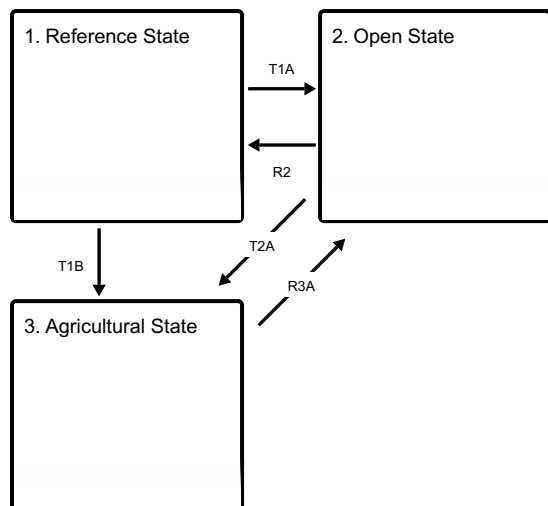 1. Reference State
2. Open State
T1A
R2
T2A
T1B
R3A
3. Agricultural State